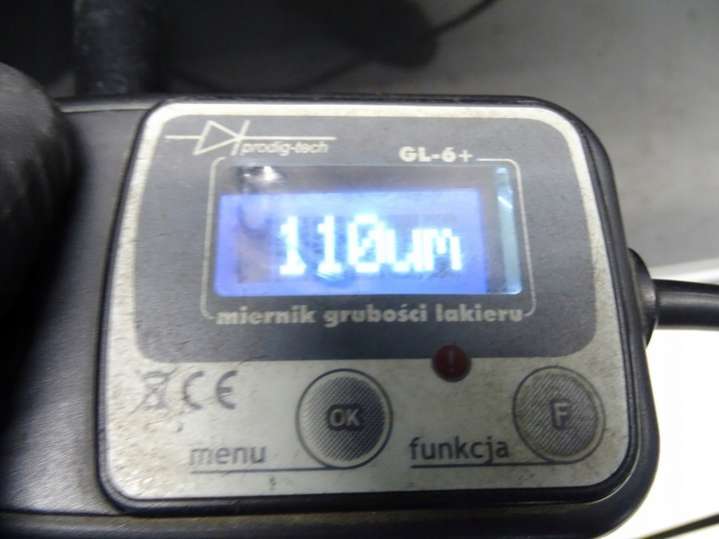 prodig-tech
GL-6+
110um
miernik grubości lakieru
CE
OK
F
menu
funkcja